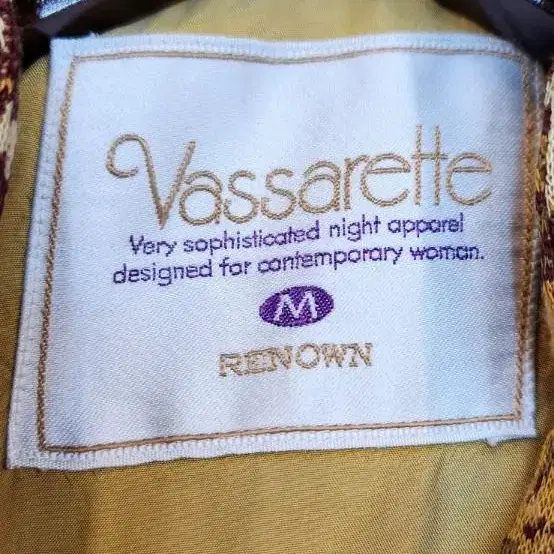 Vassarette
Very sophisticated night apparel
designed for contemporary woman.
M
RENOWN